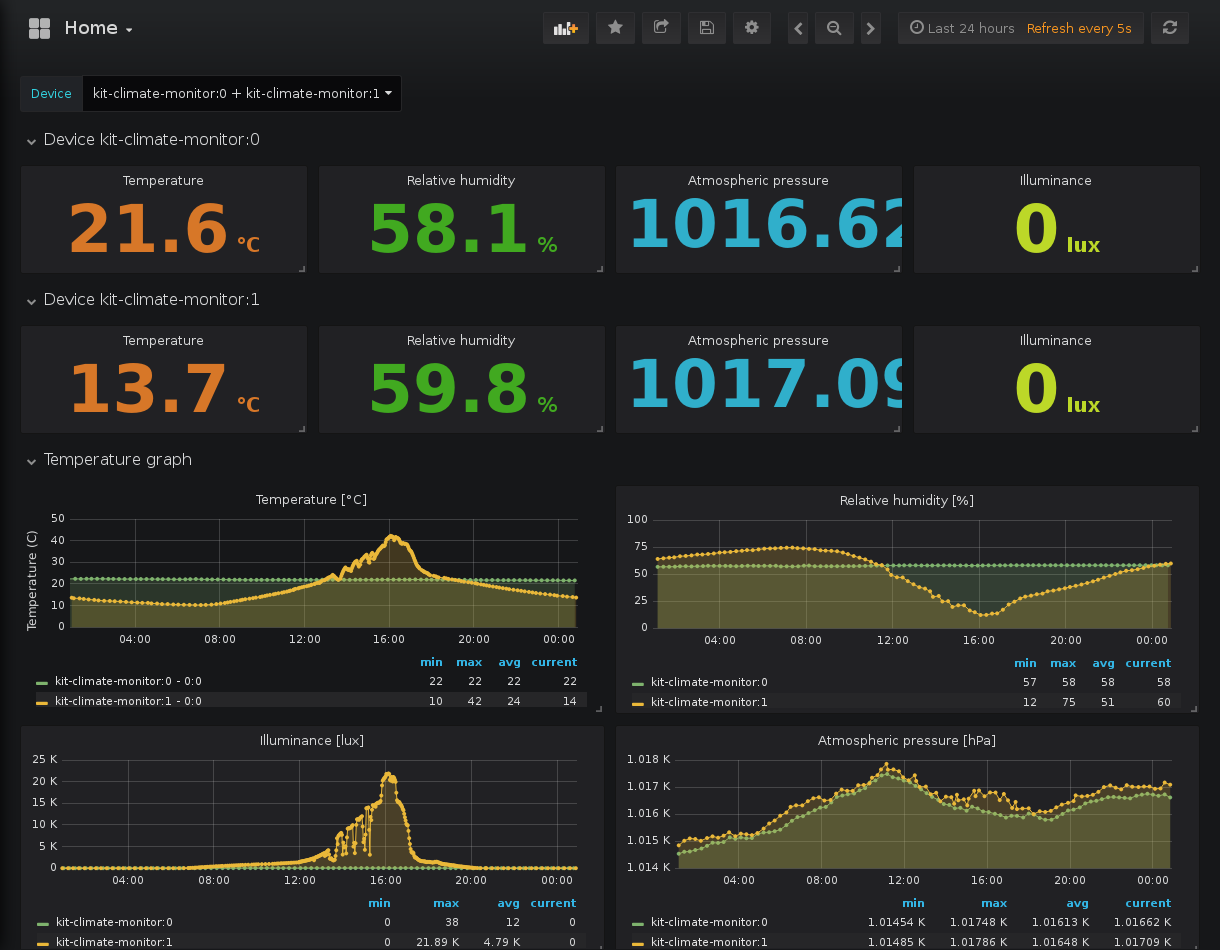 Home
Last 24 hours Refresh every 5s
Device kit-climate-monitor:0 + kit-climate-monitor:1
Device kit-climate-monitor:0
Temperature Relative humidity Atmospheric pressure Illuminance
21.6 °C 58.1 % 1016.62 0 lux
Device kit-climate-monitor:1
Temperature Relative humidity Atmospheric pressure Illuminance
13.7 °C 59.8 % 1017.09 0 lux
Temperature graph
Temperature [°C]
Temperature (C)
50
40
30
20
10
0
04:00 08:00 12:00 16:00 20:00 00:00
min max avg current
kit-climate-monitor:0 - 0:0 22 22 22 22
kit-climate-monitor:1 - 0:0 10 42 24 14
Relative humidity [%]
100
75
50
25
0
04:00 08:00 12:00 16:00 20:00 00:00
min max avg current
kit-climate-monitor:0 57 58 58 58
kit-climate-monitor:1 12 75 51 60
Illuminance [lux]
25 K
20 K
15 K
10 K
5 K
0
04:00 08:00 12:00 16:00 20:00 00:00
min max avg current
kit-climate-monitor:0 0 38 12 0
kit-climate-monitor:1 0 21.89 K 4.79 K 0
Atmospheric pressure [hPa]
1.018 K
1.017 K
1.016 K
1.015 K
1.014 K
04:00 08:00 12:00 16:00 20:00 00:00
min max avg current
kit-climate-monitor:0 1.01454 K 1.01748 K 1.01613 K 1.01662 K
kit-climate-monitor:1 1.01485 K 1.01786 K 1.01648 K 1.01709 K